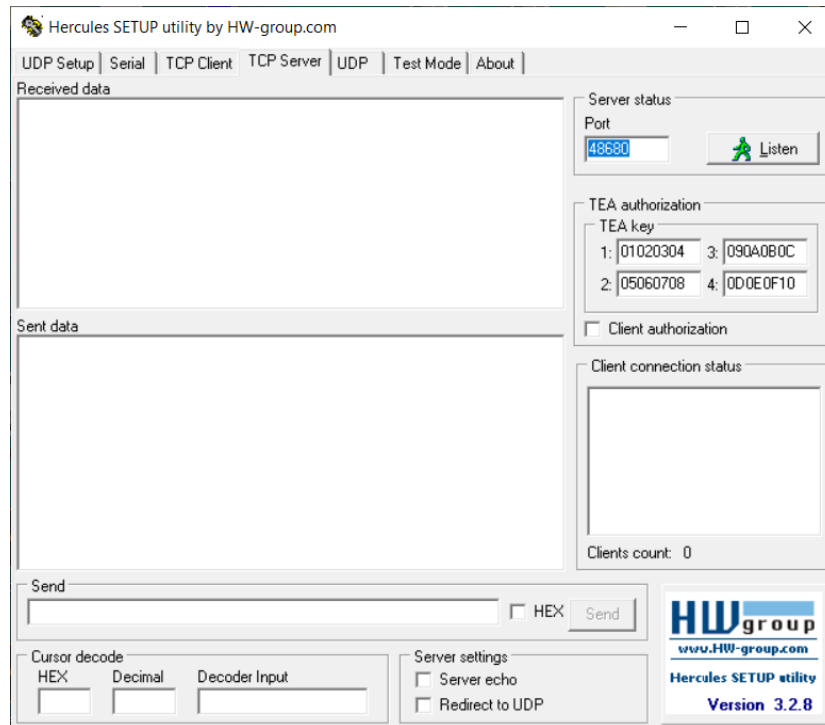 Hercules SETUP utility by HW-group.com
UDP Setup Serial TCP Client TCP Server UDP Test Mode About
Received data
Server status
Port
48680 Listen
TEA authorization
TEA key
1: 01020304 3: 090A0B0C
2: 05060708 4: 0D0E0F10
Client authorization
Sent data
Client connection status
Clients count: 0
Send
HEX Send
HW group
www.HW-group.com
Hercules SETUP utility
Version 3.2.8
Cursor decode
HEX Decimal Decoder Input
Server settings
Server echo
Redirect to UDP